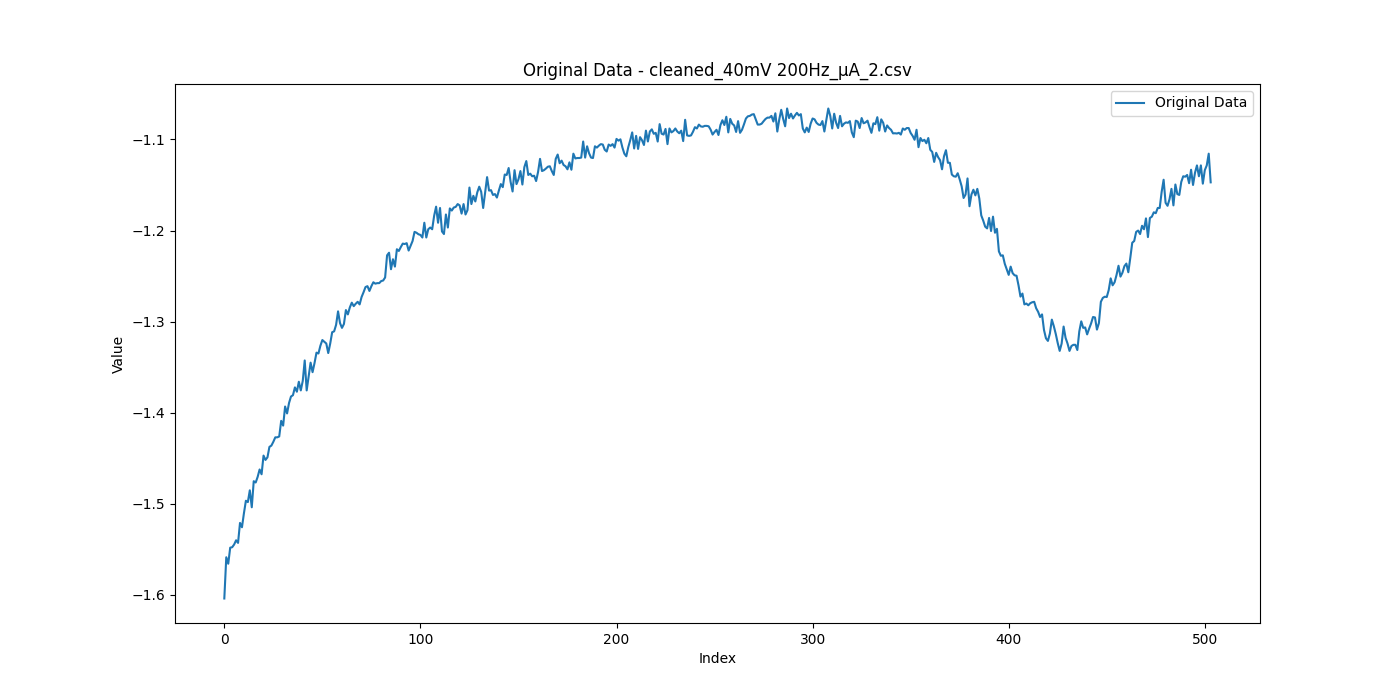 Original Data - cleaned_40mV 200Hz_µA_2.csv
Original Data
Value
−1.1
−1.2
−1.3
−1.4
−1.5
−1.6
0 100 200 300 400 500
Index